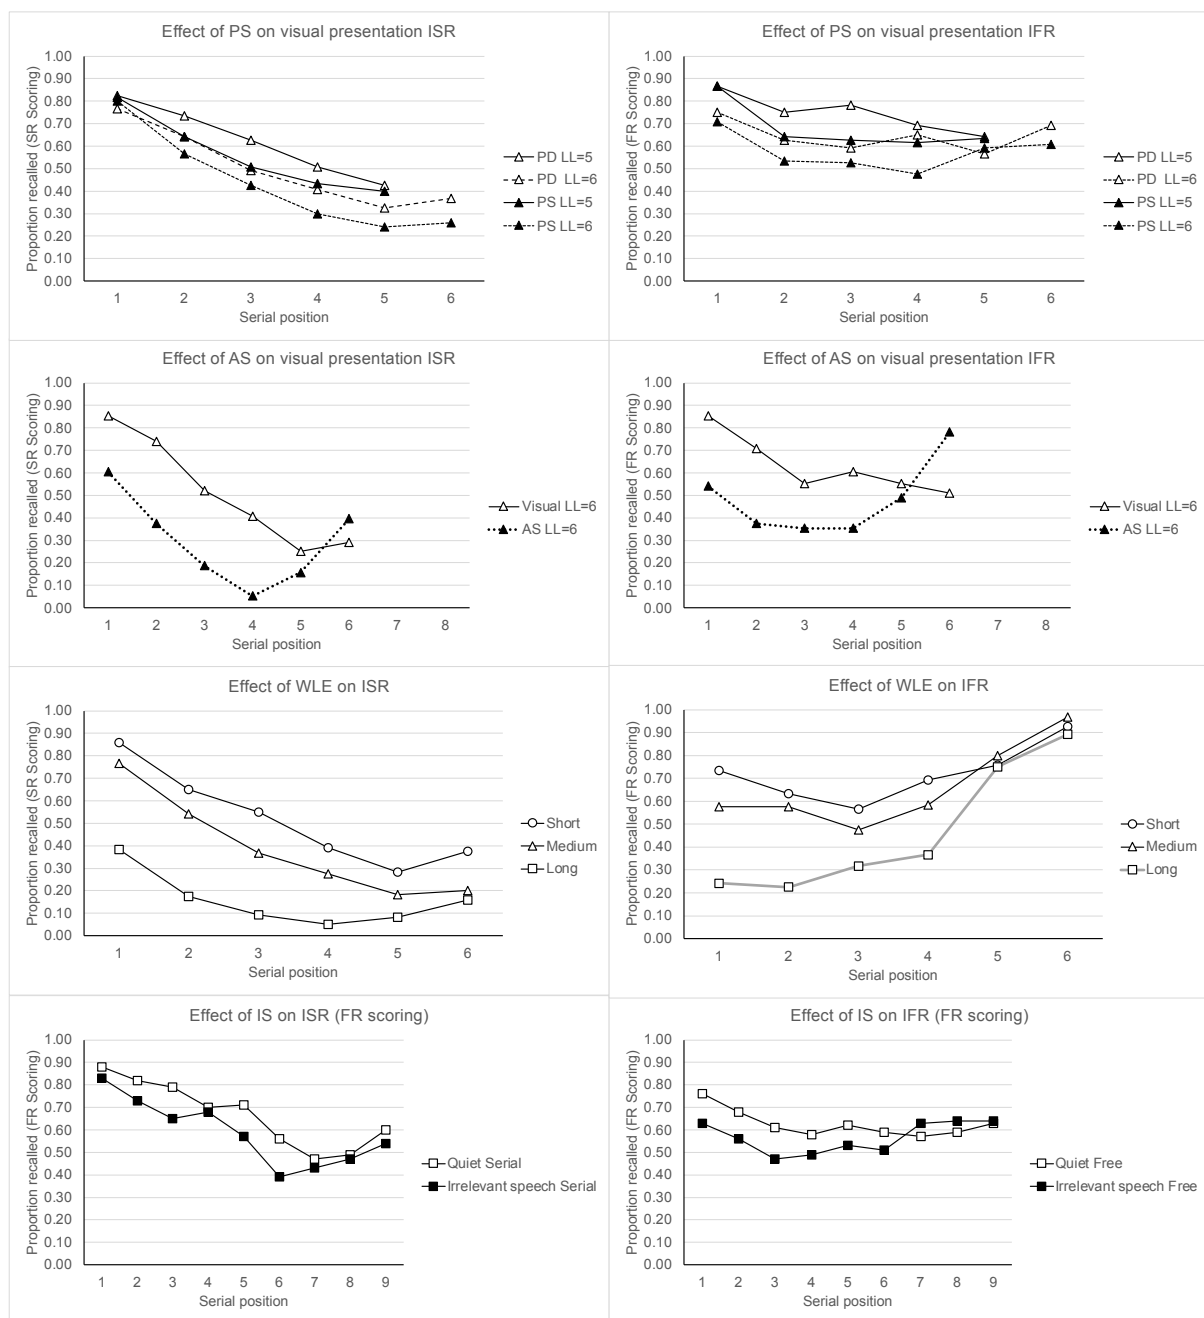 Effect of PS on visual presentation ISR
Proportion recalled (SR Scoring)
1.00
0.90
0.80
0.70
0.60
0.50
0.40
0.30
0.20
0.10
0.00
1 2 3 4 5 6
Serial position
PD LL=5
PD LL=6
PS LL=5
PS LL=6
Effect of PS on visual presentation IFR
Proportion recalled (FR Scoring)
1.00
0.90
0.80
0.70
0.60
0.50
0.40
0.30
0.20
0.10
0.00
1 2 3 4 5 6
Serial position
PD LL=5
PD LL=6
PS LL=5
PS LL=6
Effect of AS on visual presentation ISR
Proportion recalled (SR Scoring)
1.00
0.90
0.80
0.70
0.60
0.50
0.40
0.30
0.20
0.10
0.00
1 2 3 4 5 6 7 8
Serial position
Visual LL=6
AS LL=6
Effect of AS on visual presentation IFR
Proportion recalled (FR Scoring)
1.00
0.90
0.80
0.70
0.60
0.50
0.40
0.30
0.20
0.10
0.00
1 2 3 4 5 6 7 8
Serial position
Visual LL=6
AS LL=6
Effect of WLE on ISR
Proportion recalled (SR Scoring)
1.00
0.90
0.80
0.70
0.60
0.50
0.40
0.30
0.20
0.10
0.00
1 2 3 4 5 6
Serial position
Short
Medium
Long
Effect of WLE on IFR
Proportion recalled (FR Scoring)
1.00
0.90
0.80
0.70
0.60
0.50
0.40
0.30
0.20
0.10
0.00
1 2 3 4 5 6
Serial position
Short
Medium
Long
Effect of IS on ISR (FR scoring)
Proportion recalled (FR Scoring)
1.00
0.90
0.80
0.70
0.60
0.50
0.40
0.30
0.20
0.10
0.00
1 2 3 4 5 6 7 8 9
Serial position
Quiet Serial
Irrelevant speech Serial
Effect of IS on IFR (FR scoring)
Proportion recalled (FR Scoring)
1.00
0.90
0.80
0.70
0.60
0.50
0.40
0.30
0.20
0.10
0.00
1 2 3 4 5 6 7 8 9
Serial position
Quiet Free
Irrelevant speech Free